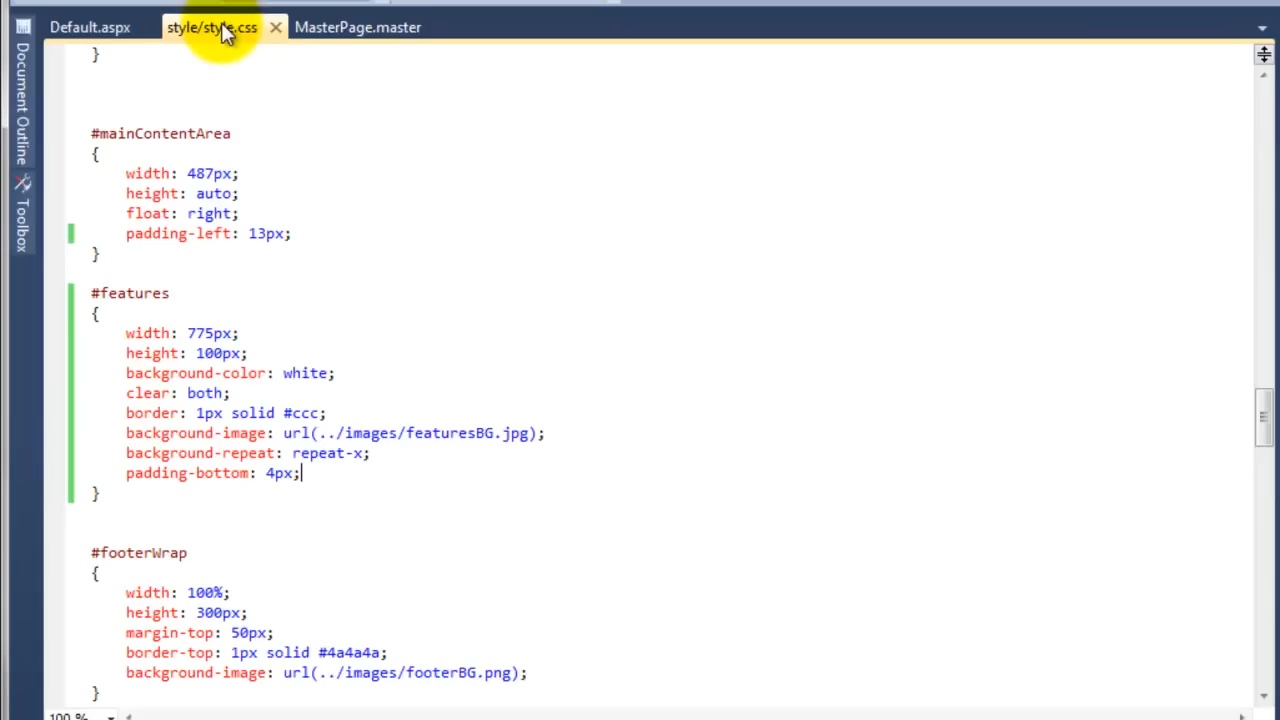 Default.aspx style/style.css MasterPage.master
Document Outline
Toolbox
}
#mainContentArea
{
width: 487px;
height: auto;
float: right;
padding-left: 13px;
}
#features
{
width: 775px;
height: 100px;
background-color: white;
clear: both;
border: 1px solid #ccc;
background-image: url(../images/featuresBG.jpg);
background-repeat: repeat-x;
padding-bottom: 4px;
}
#footerWrap
{
width: 100%;
height: 300px;
margin-top: 50px;
border-top: 1px solid #4a4a4a;
background-image: url(../images/footerBG.png);
}
100 %